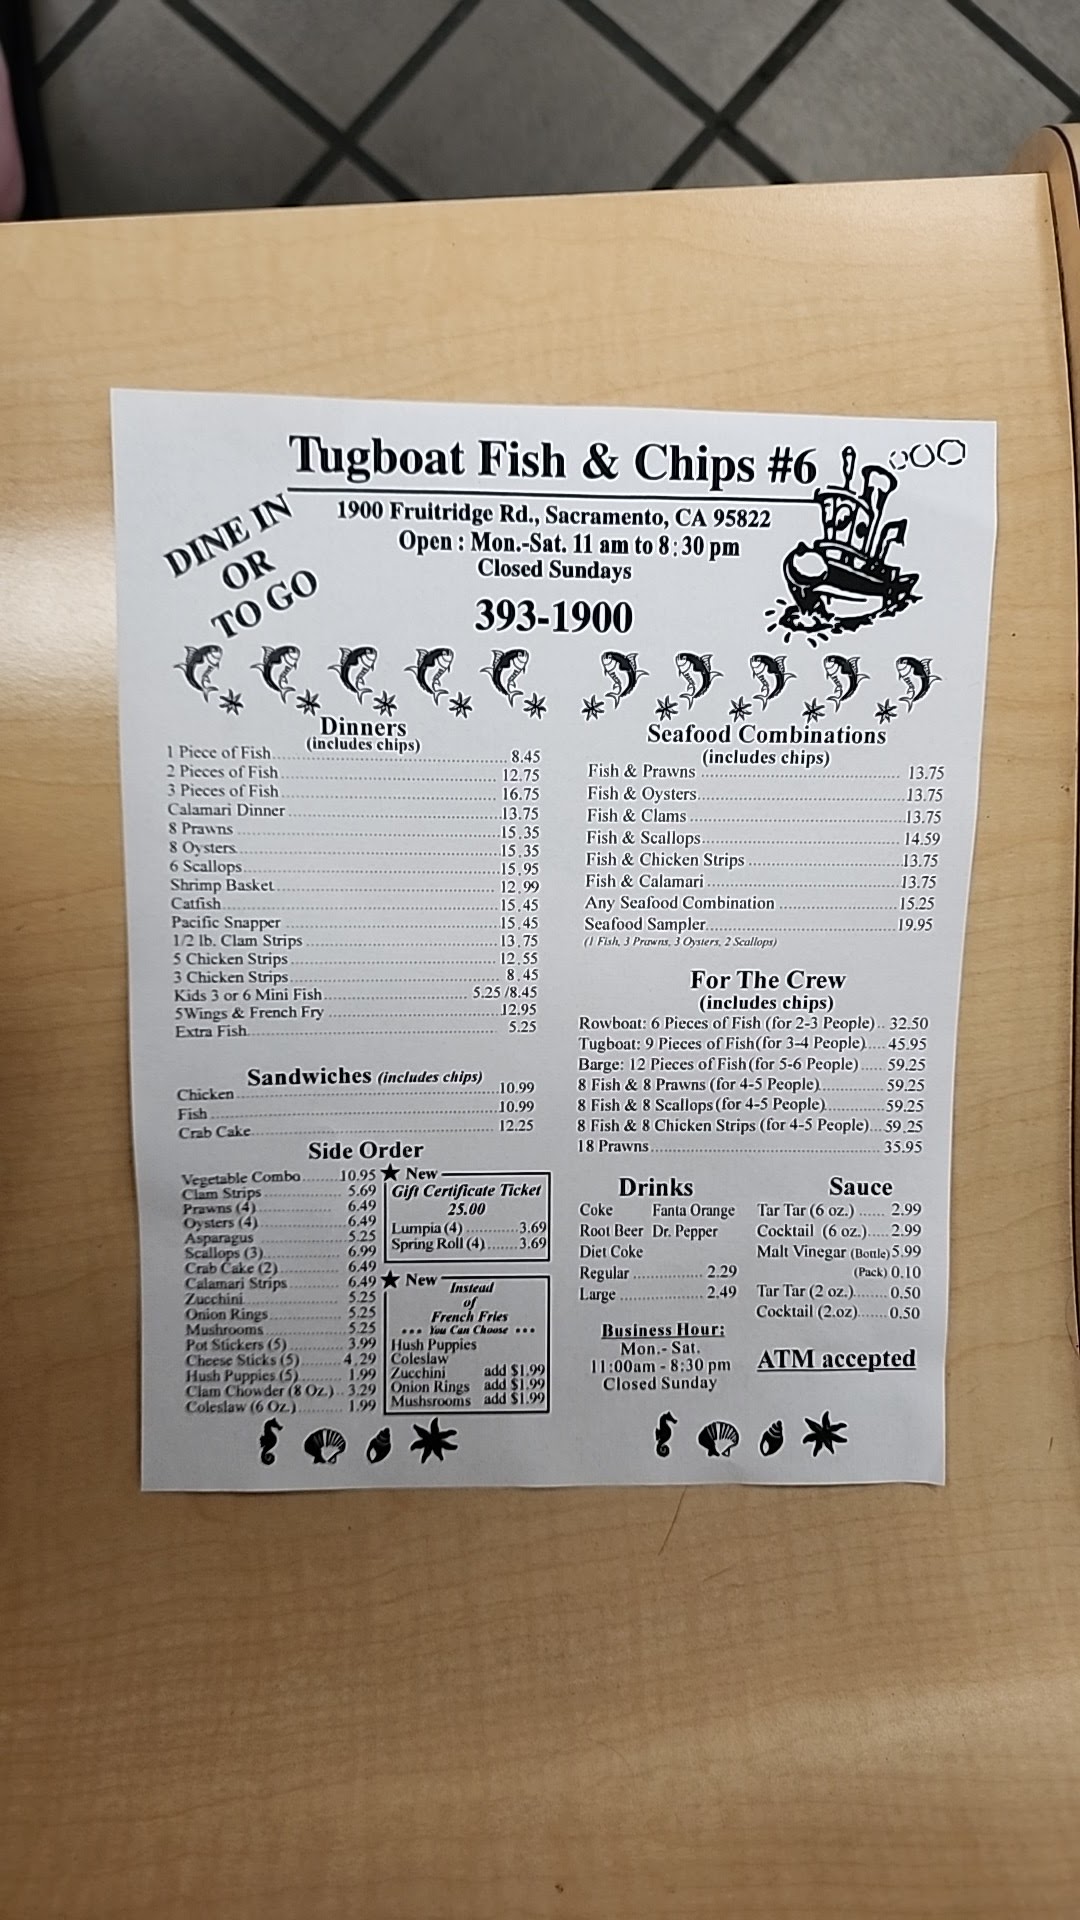 Tugboat Fish & Chips #6
1900 Fruitridge Rd., Sacramento, CA 95822
Open : Mon.-Sat. 11 am to 8:30 pm
Closed Sundays
393-1900
DINE IN
OR
TO GO
Dinners
(includes chips)
1 Piece of Fish 8.45
2 Pieces of Fish 12.75
3 Pieces of Fish 16.75
Calamari Dinner 13.75
8 Prawns 15.35
8 Oysters 15.35
6 Scallops 15.95
Shrimp Basket 12.99
Catfish 15.45
Pacific Snapper 15.45
1/2 lb. Clam Strips 13.75
5 Chicken Strips 12.55
3 Chicken Strips 8.45
Kids 3 or 6 Mini Fish 5.25 /8.45
5Wings & French Fry 12.95
Extra Fish 5.25
Sandwiches (includes chips)
Chicken 10.99
Fish 10.99
Crab Cake 12.25
Side Order
Vegetable Combo 10.95
Clam Strips 5.69
Prawns (4) 6.49
Oysters (4) 6.49
Asparagus 5.25
Scallops (3) 6.99
Crab Cake (2) 6.49
Calamari Strips 6.49
Zucchini 5.25
Onion Rings 5.25
Mushrooms 5.25
Pot Stickers (5) 3.99
Cheese Sticks (5) 4.29
Hush Puppies (5) 1.99
Clam Chowder (8 Oz.) 3.29
Coleslaw (6 Oz.) 1.99
New
Gift Certificate Ticket
25.00
Lumpia (4) 3.69
Spring Roll (4) 3.69
New
Instead
of
French Fries
You Can Choose
Hush Puppies
Coleslaw
Zucchini add $1.99
Onion Rings add $1.99
Mushsrooms add $1.99
Seafood Combinations
(includes chips)
Fish & Prawns 13.75
Fish & Oysters 13.75
Fish & Clams 13.75
Fish & Scallops 14.59
Fish & Chicken Strips 13.75
Fish & Calamari 13.75
Any Seafood Combination 15.25
Seafood Sampler 19.95
(1 Fish, 3 Prawns, 3 Oysters, 2 Scallops)
For The Crew
(includes chips)
Rowboat: 6 Pieces of Fish (for 2-3 People) 32.50
Tugboat: 9 Pieces of Fish(for 3-4 People) 45.95
Barge: 12 Pieces of Fish(for 5-6 People) 59.25
8 Fish & 8 Prawns (for 4-5 People) 59.25
8 Fish & 8 Scallops (for 4-5 People) 59.25
8 Fish & 8 Chicken Strips (for 4-5 People) 59.25
18 Prawns 35.95
Drinks
Coke Fanta Orange
Root Beer Dr. Pepper
Diet Coke
Regular 2.29
Large 2.49
Business Hour:
Mon.- Sat.
11:00am - 8:30 pm
Closed Sunday
Sauce
Tar Tar (6 oz.) 2.99
Cocktail (6 oz.) 2.99
Malt Vinegar (Bottle) 5.99
(Pack) 0.10
Tar Tar (2 oz.) 0.50
Cocktail (2.oz) 0.50
ATM accepted